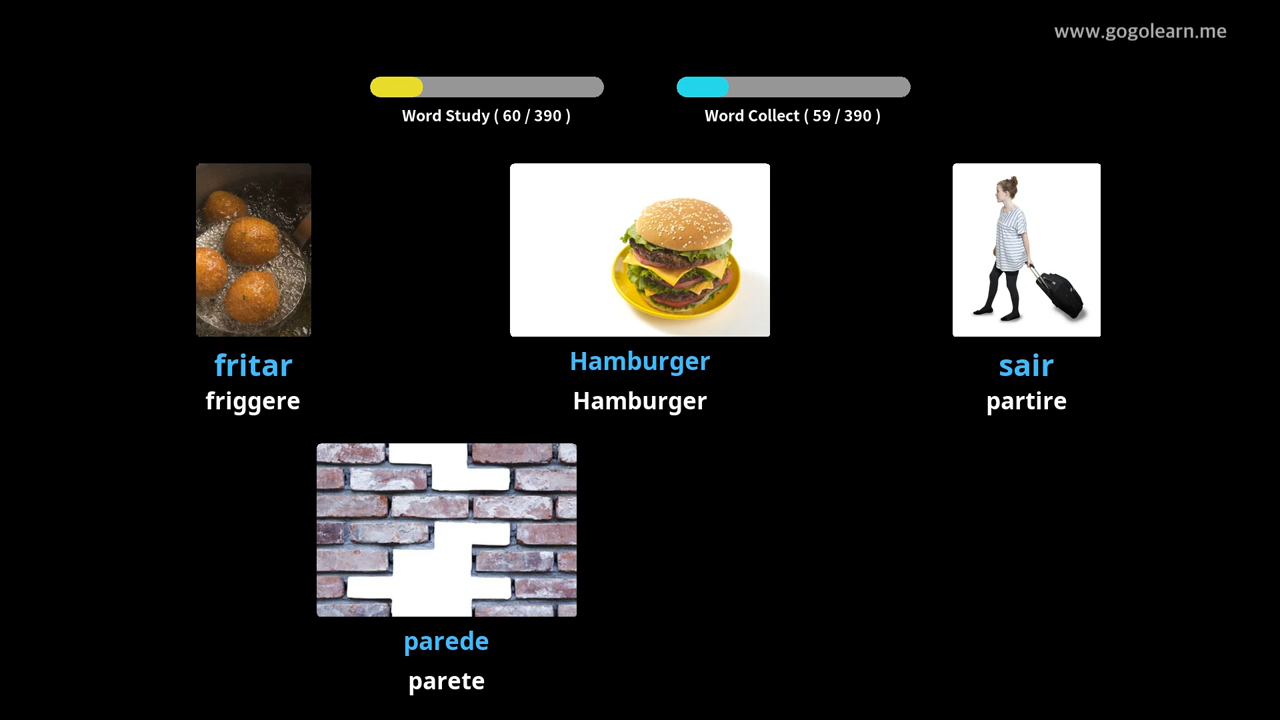 www.gogolearn.me
Word Study ( 60 / 390 )
Word Collect ( 59 / 390 )
fritar
friggere
Hamburger
Hamburger
sair
partire
parede
parete